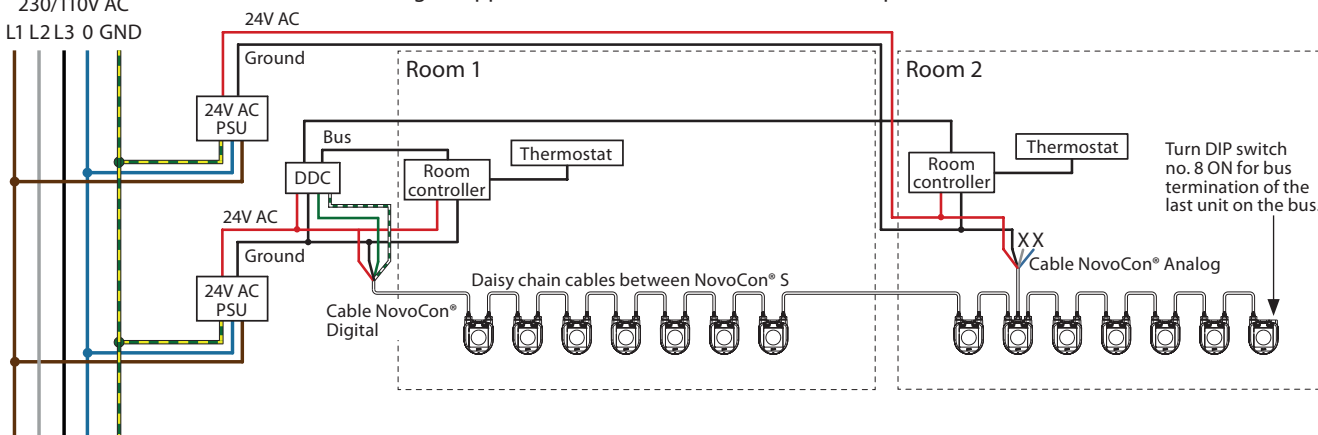 230/110V AC
L1 L2 L3 0 GND
24V AC
Ground
24V AC
PSU
Bus
DDC
Room 1
Room
controller
Thermostat
24V AC
Ground
24V AC
PSU
Cable NovoCon®
Digital
Daisy chain cables between NovoCon® S
Room 2
Room
controller
Thermostat
X X
Cable NovoCon® Analog
Turn DIP switch
no. 8 ON for bus
termination of the
last unit on the bus.